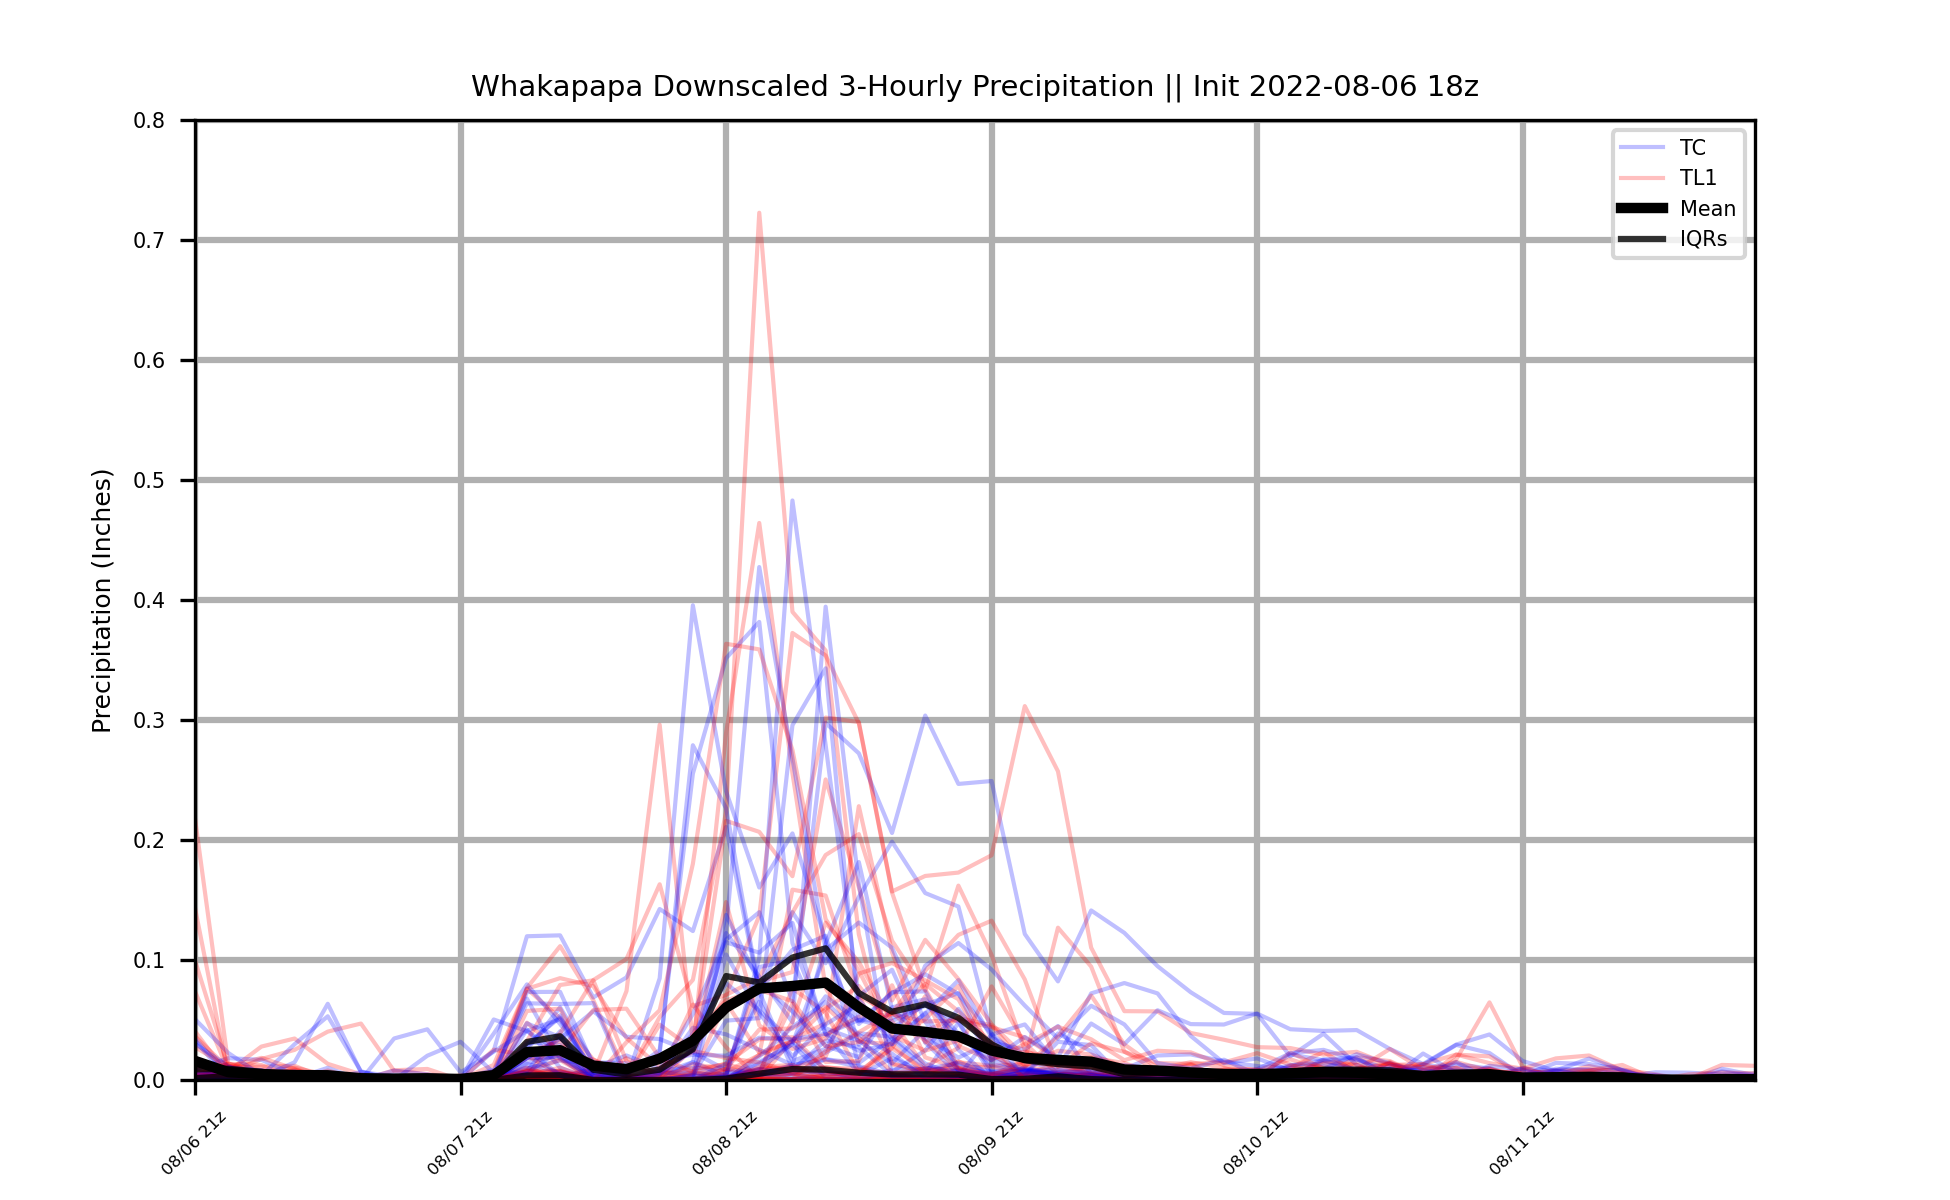 Whakapapa Downscaled 3-Hourly Precipitation || Init 2022-08-06 18z
0.8
0.7
0.6
0.5
0.4
0.3
0.2
0.1
0.0
Precipitation (Inches)
TC
TL1
Mean
IQRs
08/06 21z
08/07 21z
08/08 21z
08/09 21z
08/10 21z
08/11 21z